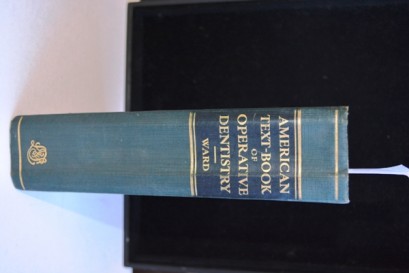 AMERICAN
TEXT-BOOK
OF
OPERATIVE
DENTISTRY
WARD